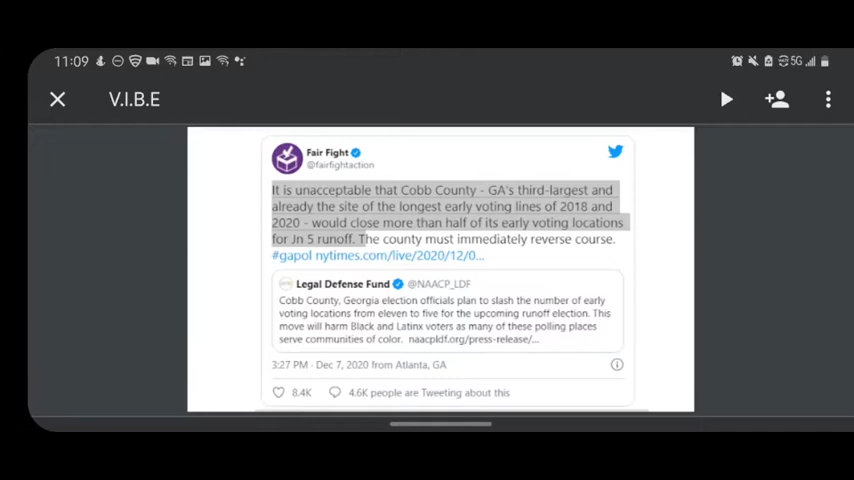 11:09
5G
V.I.B.E
Fair Fight
@fairfightaction
It is unacceptable that Cobb County - GA's third-largest and
already the site of the longest early voting lines of 2018 and
2020 - would close more than half of its early voting locations
for Jn 5 runoff. The county must immediately reverse course.
#gapol nytimes.com/live/2020/12/0...
Legal Defense Fund @NAACP_LDF
Cobb County, Georgia election officials plan to slash the number of early
voting locations from eleven to five for the upcoming runoff election. This
move will harm Black and Latinx voters as many of these polling places
serve communities of color. naacpldf.org/press-release/...
3:27 PM · Dec 7, 2020 from Atlanta, GA
8.4K 4.6K people are Tweeting about this